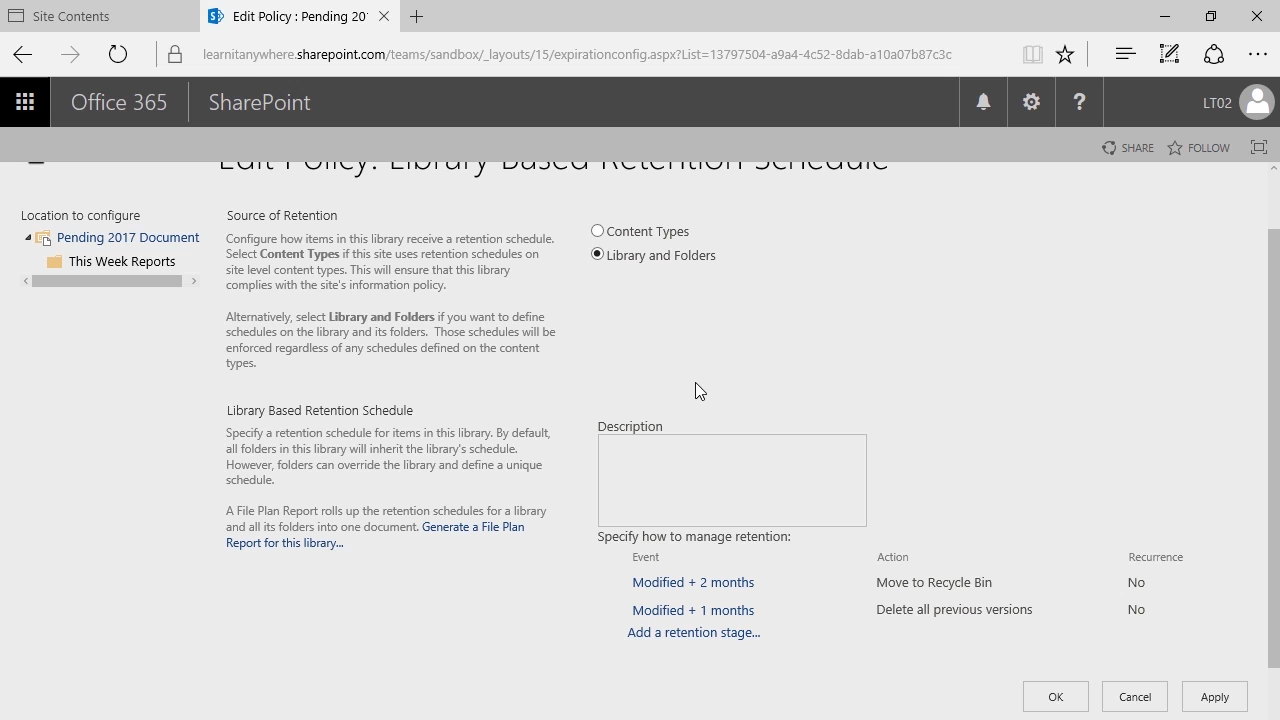 Site Contents
Edit Policy : Pending 20
learnitanywhere.sharepoint.com/teams/sandbox/_layouts/15/expirationconfig.aspx?List=13797504-a9a4-4c52-8dab-a10a07b87c3c
Office 365
SharePoint
?
LT02
SHARE
FOLLOW
Edit Policy: Library Based Retention Schedule
Location to configure
Pending 2017 Document
This Week Reports
Source of Retention
Configure how items in this library receive a retention schedule.
Select Content Types if this site uses retention schedules on
site level content types. This will ensure that this library
complies with the site's information policy.
Alternatively, select Library and Folders if you want to define
schedules on the library and its folders. Those schedules will be
enforced regardless of any schedules defined on the content
types.
Content Types
Library and Folders
Library Based Retention Schedule
Specify a retention schedule for items in this library. By default,
all folders in this library will inherit the library's schedule.
However, folders can override the library and define a unique
schedule.
A File Plan Report rolls up the retention schedules for a library
and all its folders into one document. Generate a File Plan
Report for this library...
Description
Specify how to manage retention:
Event Action Recurrence
Modified + 2 months Move to Recycle Bin No
Modified + 1 months Delete all previous versions No
Add a retention stage...
OK
Cancel
Apply